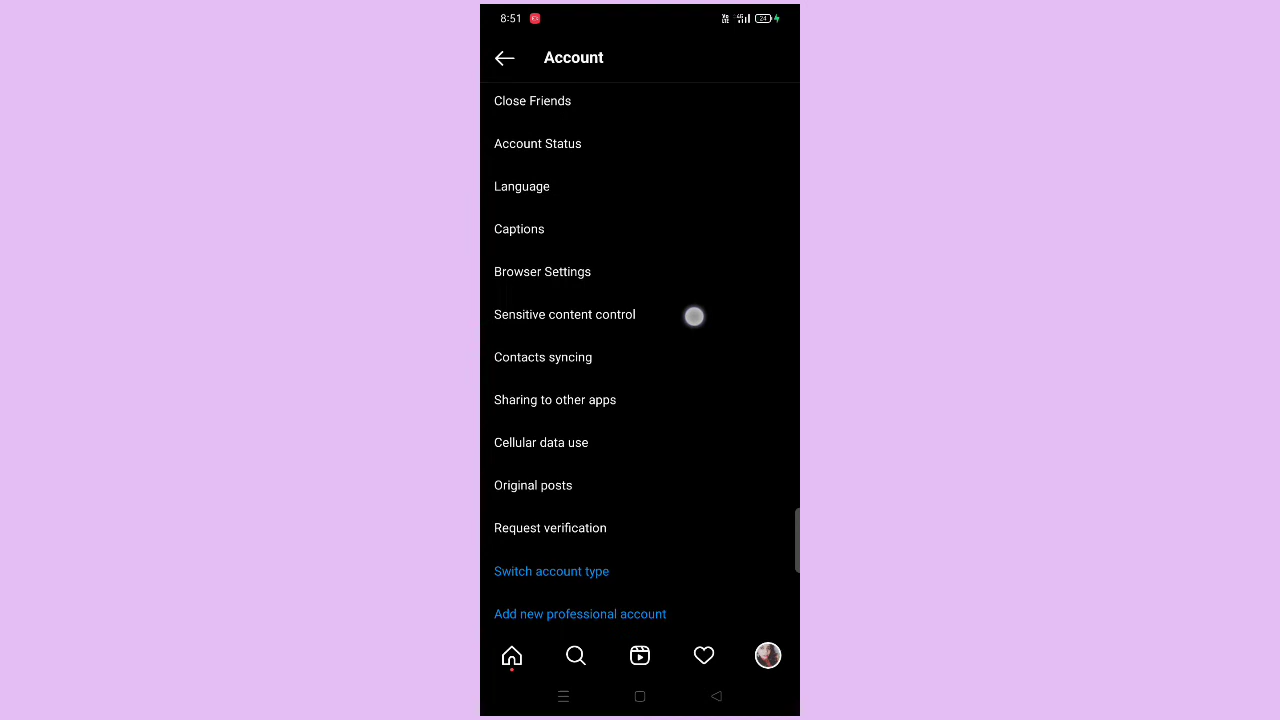 8:51
24
Account
Close Friends
Account Status
Language
Captions
Browser Settings
Sensitive content control
Contacts syncing
Sharing to other apps
Cellular data use
Original posts
Request verification
Switch account type
Add new professional account